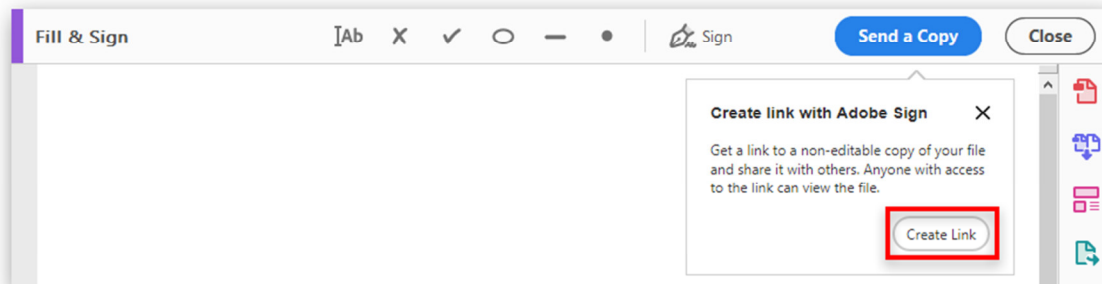 Fill & Sign
IAb
Sign
Send a Copy
Close
Create link with Adobe Sign
Get a link to a non-editable copy of your file
and share it with others. Anyone with access
to the link can view the file.
Create Link